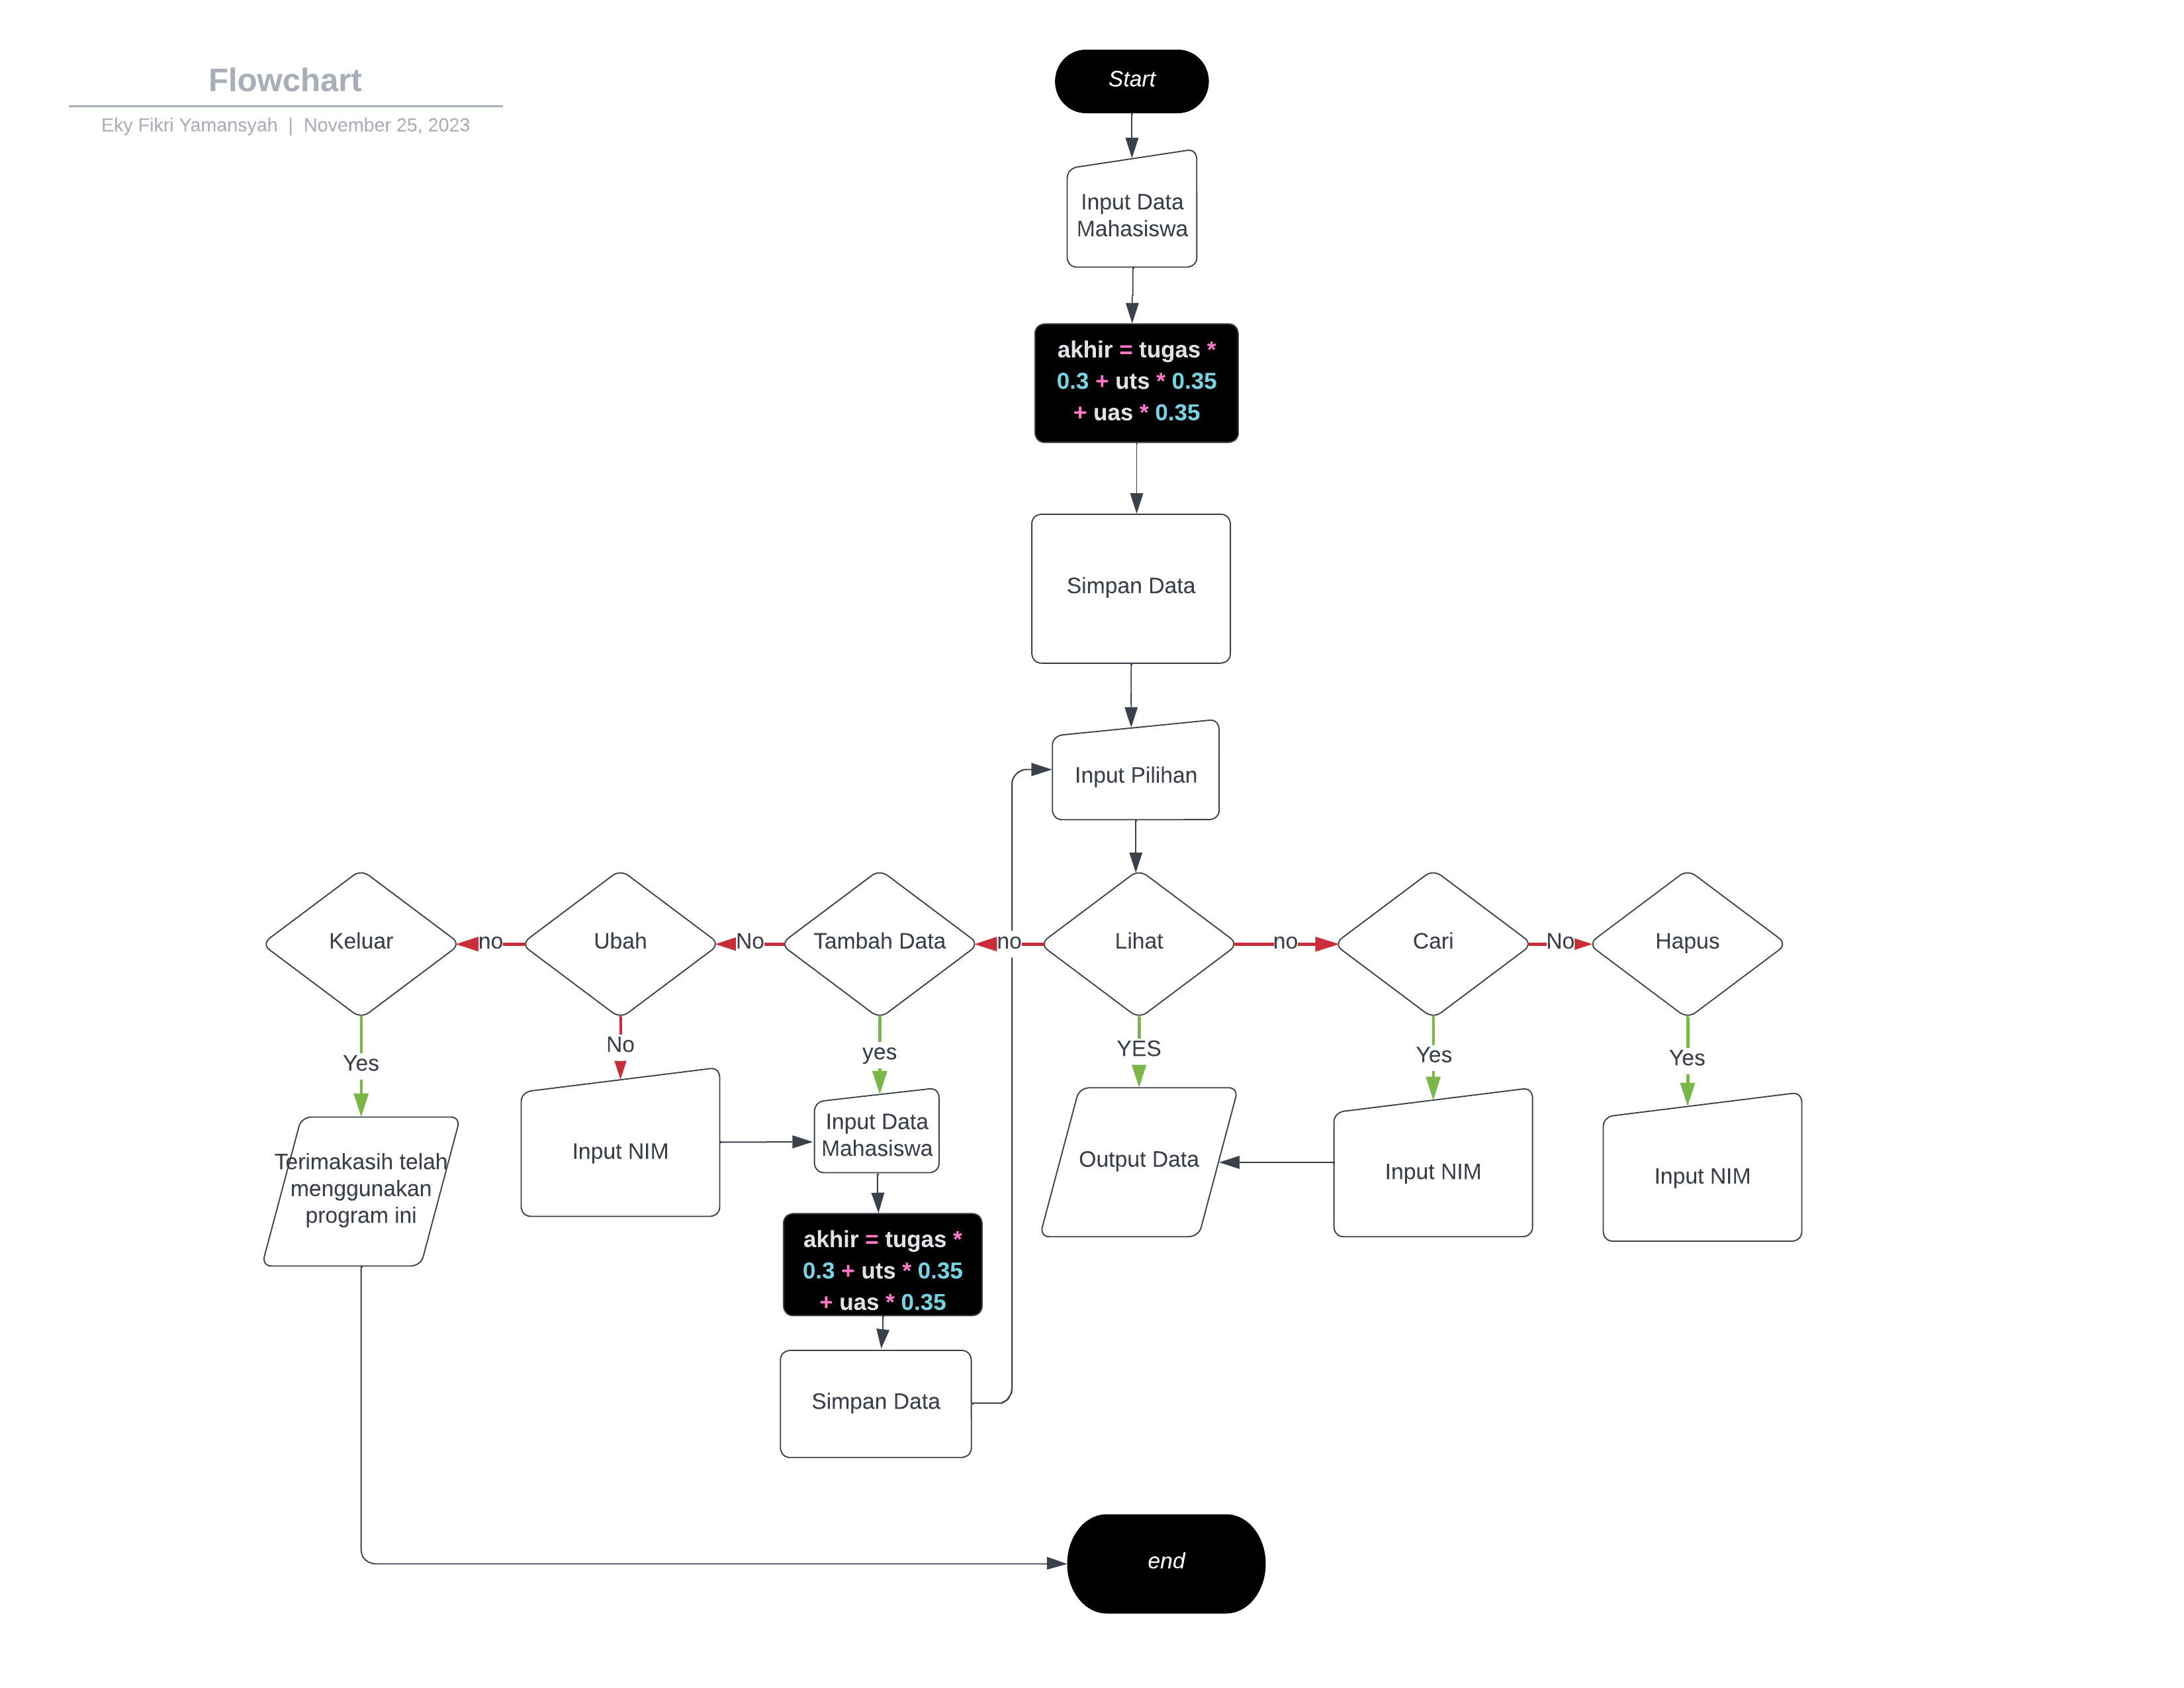 Flowchart
Eky Fikri Yamansyah | November 25, 2023
Start
Input Data
Mahasiswa
akhir = tugas *
0.3 + uts * 0.35
+ uas * 0.35
Simpan Data
Input Pilihan
Keluar
no
Ubah
No
Tambah Data
no
Lihat
no
Cari
No
Hapus
Yes
No
yes
YES
Yes
Yes
Terimakasih telah
menggunakan
program ini
Input NIM
Input Data
Mahasiswa
Output Data
Input NIM
Input NIM
akhir = tugas *
0.3 + uts * 0.35
+ uas * 0.35
Simpan Data
end